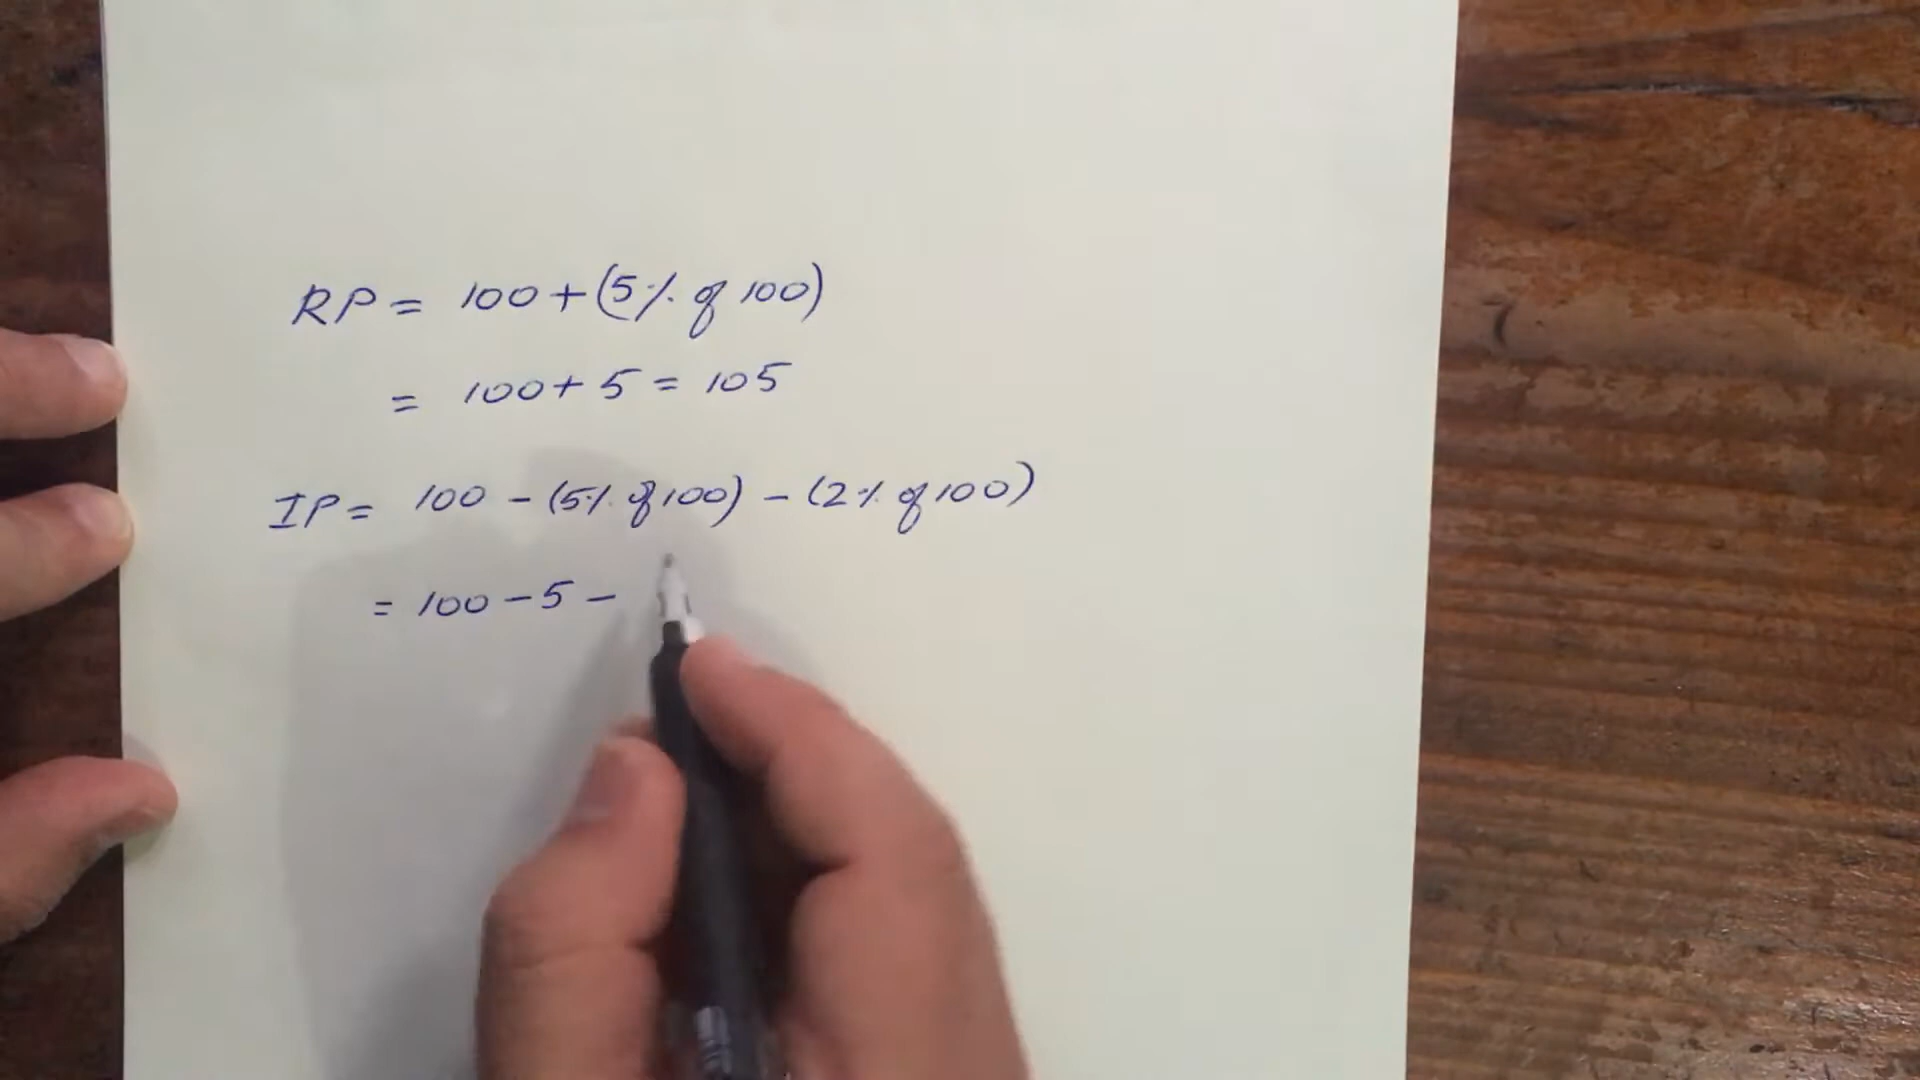 RP = 100 + (5% of 100)
= 100 + 5 = 105
IP = 100 - (5% of 100) - (2% of 100)
= 100 - 5 -